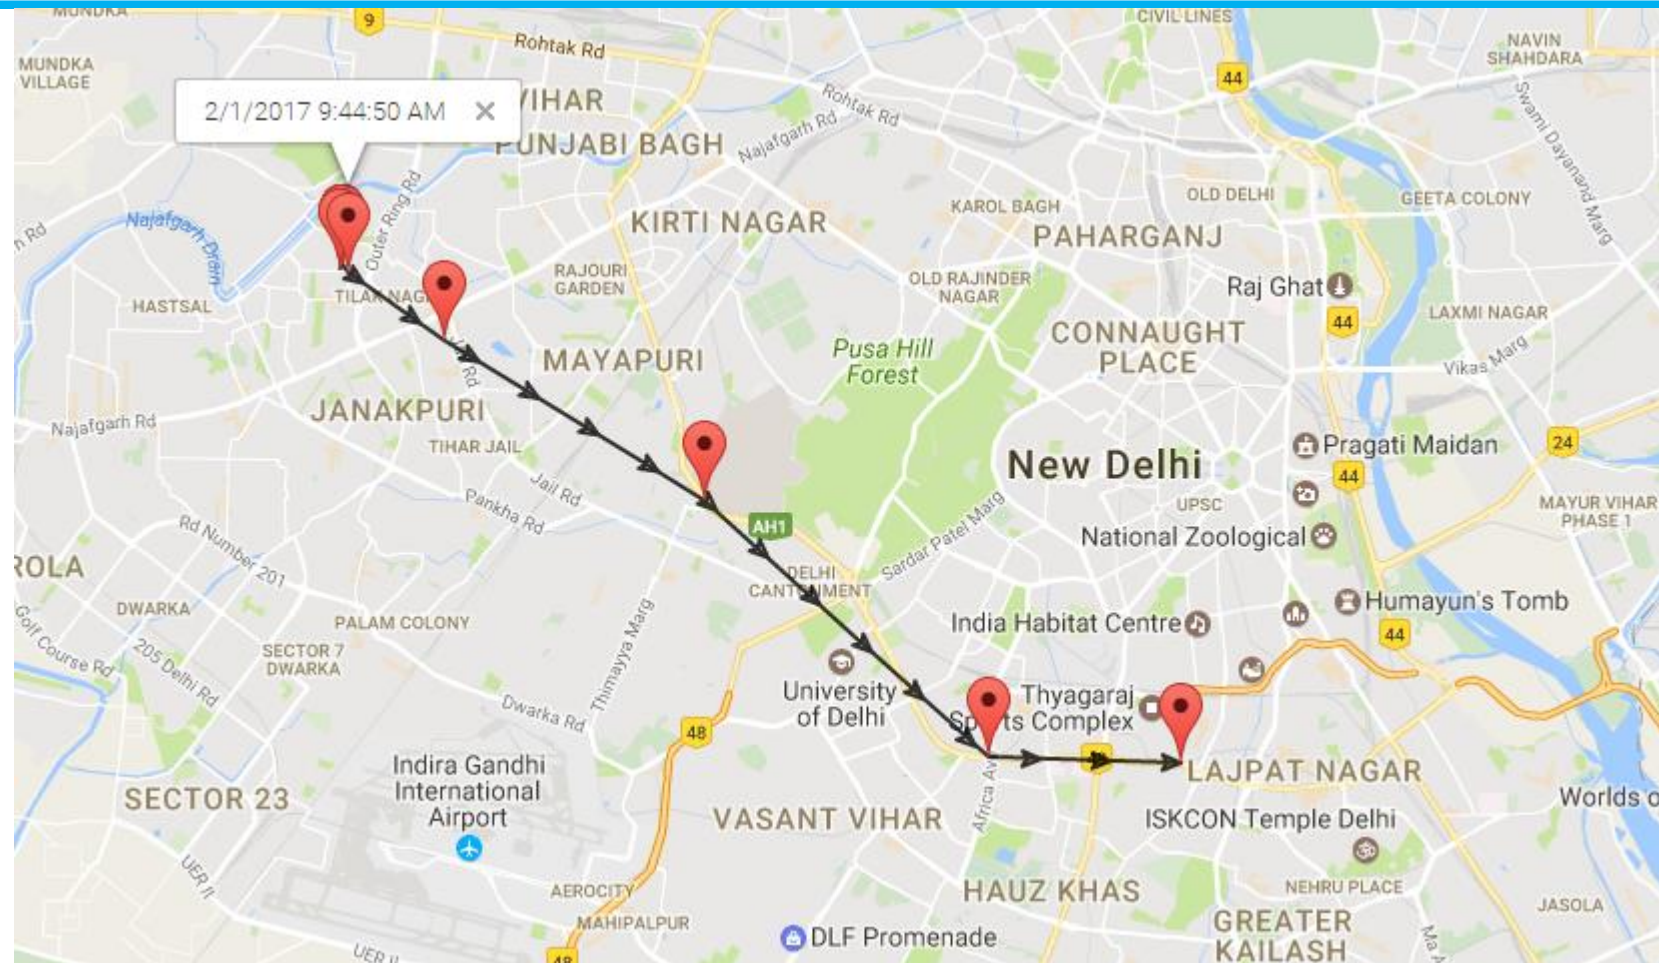 MUNDKA
9
CIVIL LINES
Rohtak Rd
NAVIN
SHAHDARA
MUNDKA
VILLAGE
44
Swami Dayanand Marg
2/1/2017 9:44:50 AM ×
VIHAR
Rohtak Rd
PUNJABI BAGH
Najafgarh Rd
Outer Ring Rd
OLD DELHI
GEETA COLONY
KAROL BAGH
Najafgarh Drain
KIRTI NAGAR
PAHARGANJ
RAJOURI
GARDEN
OLD RAJINDER
NAGAR
Raj Ghat
HASTSAL
TILAK NAG
44
LAXMI NAGAR
CONNAUGHT
PLACE
Pusa Hill
Forest
MAYAPURI
Vikas Marg
JANAKPURI
Najafgarh Rd
TIHAR JAIL
New Delhi
Pragati Maidan
24
44
Jail Rd
Pankha Rd
UPSC
MAYUR VIHAR
PHASE 1
AH1
Rd Number 201
Sardar Patel Marg
National Zoological
ROLA
DELHI
CANTONMENT
DWARKA
Humayun's Tomb
PALAM COLONY
India Habitat Centre
44
Golf Course Rd
205 Delhi Rd
SECTOR 7
DWARKA
Thimayya Marg
University
of Delhi
Thyagaraj
Sports Complex
Dwarka Rd
48
Indira Gandhi
International
Airport
LAJPAT NAGAR
SECTOR 23
Africa Av
Worlds o
VASANT VIHAR
ISKCON Temple Delhi
UER II
AEROCITY
HAUZ KHAS
NEHRU PLACE
MAHIPALPUR
JASOLA
GREATER
KAILASH
DLF Promenade
UER II
48
Ma A